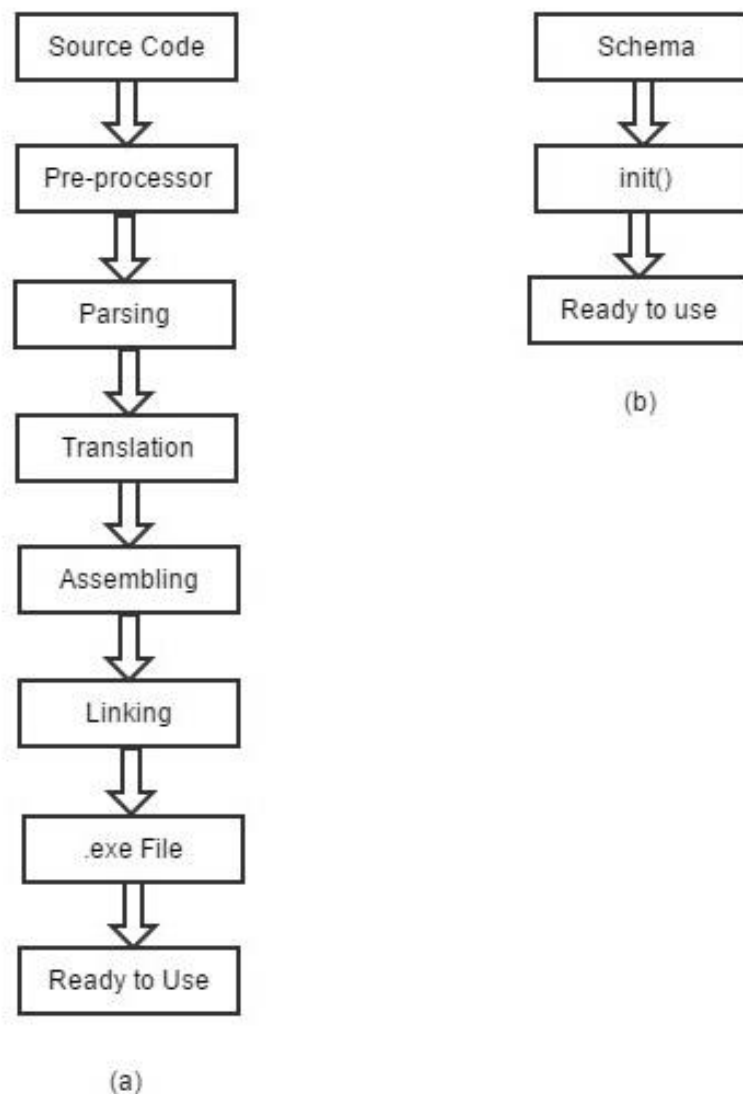 Source Code
Pre-processor
Parsing
Translation
Assembling
Linking
.exe File
Ready to Use
(a)
Schema
init()
Ready to use
(b)